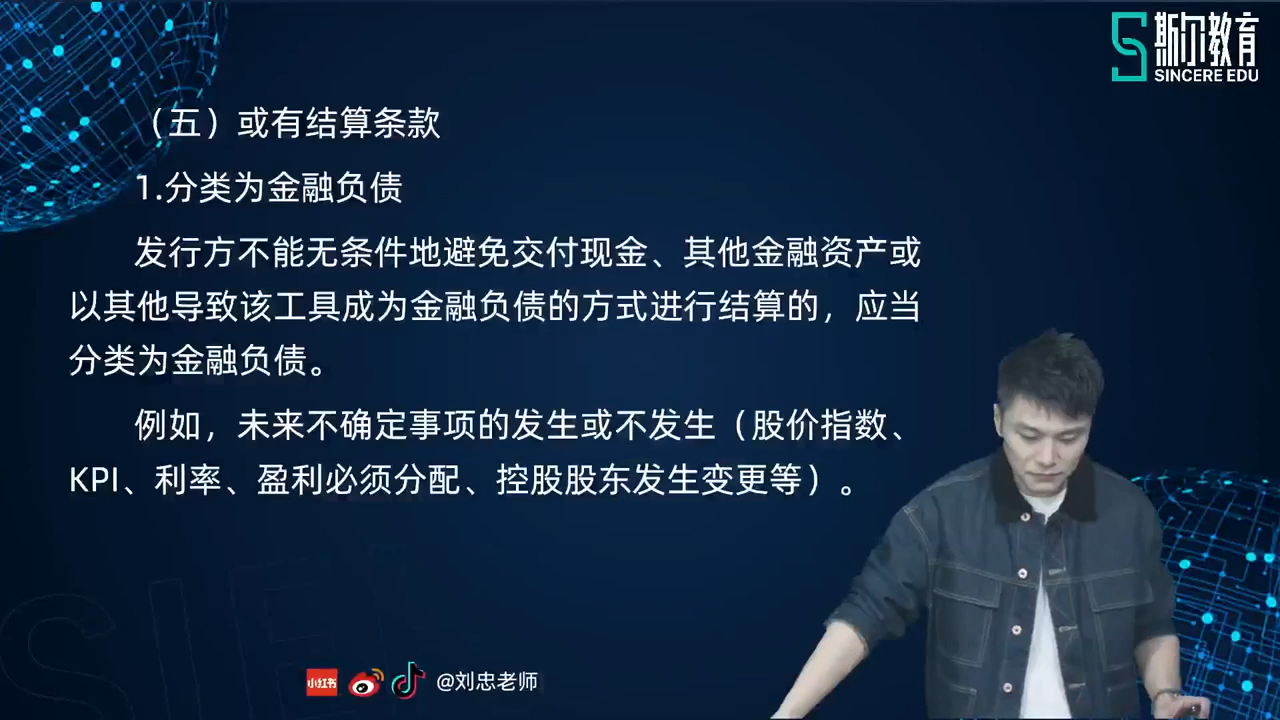 斯尔教育
SINCERE EDU
（五）或有结算条款
1.分类为金融负债
发行方不能无条件地避免交付现金、其他金融资产或
以其他导致该工具成为金融负债的方式进行结算的，应当
分类为金融负债。
例如，未来不确定事项的发生或不发生（股价指数、
KPI、利率、盈利必须分配、控股股东发生变更等）。
小红书 @刘忠老师